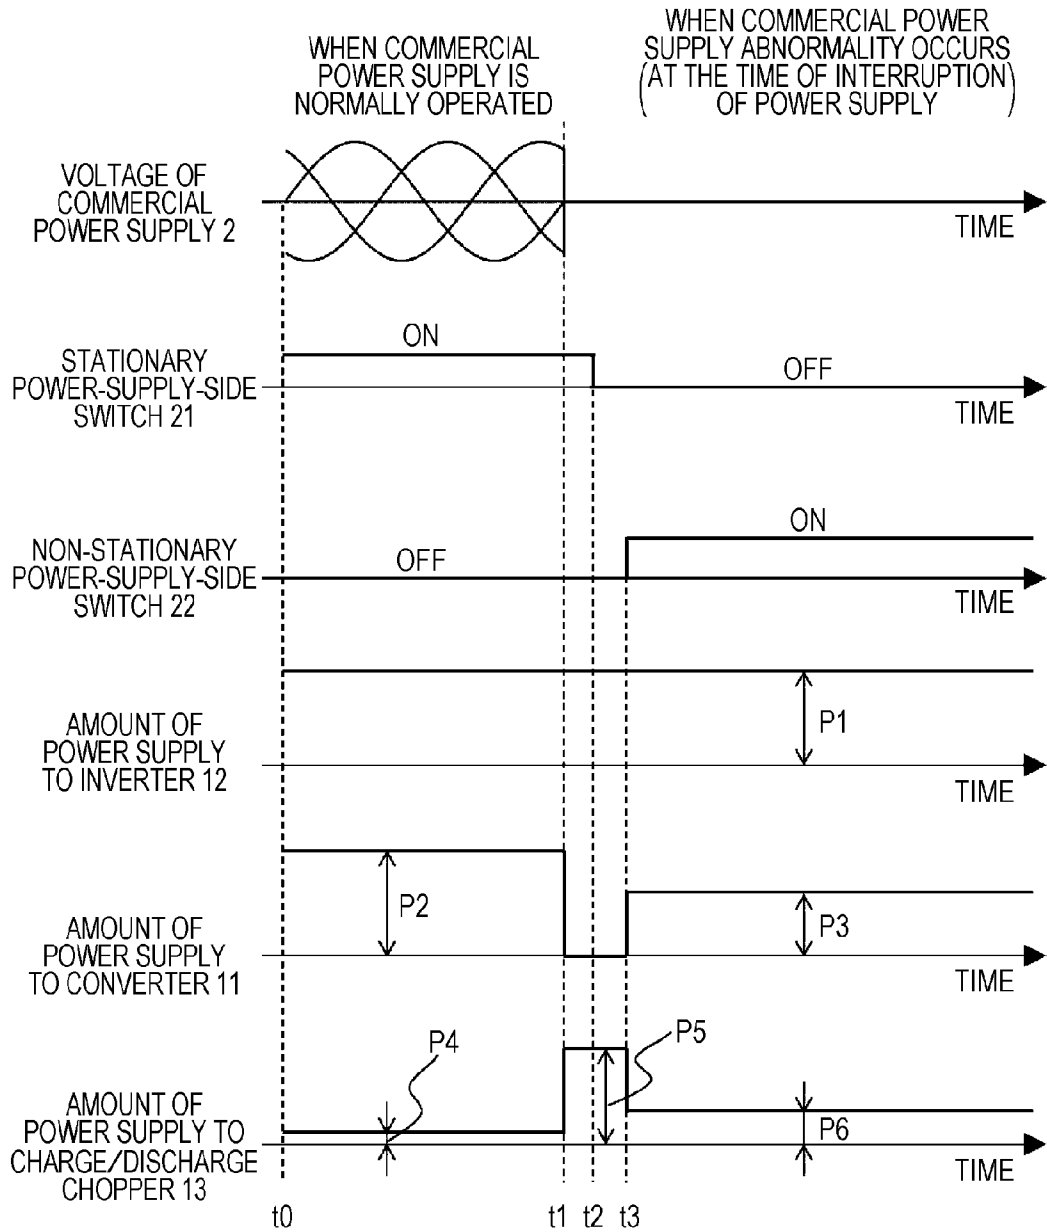 WHEN COMMERCIAL
POWER SUPPLY IS
NORMALLY OPERATED
WHEN COMMERCIAL POWER
SUPPLY ABNORMALITY OCCURS
(AT THE TIME OF INTERRUPTION
OF POWER SUPPLY)
VOLTAGE OF
COMMERCIAL
POWER SUPPLY 2
TIME
STATIONARY
POWER-SUPPLY-SIDE
SWITCH 21
ON
OFF
TIME
NON-STATIONARY
POWER-SUPPLY-SIDE
SWITCH 22
OFF
ON
TIME
AMOUNT OF
POWER SUPPLY
TO INVERTER 12
P1
TIME
AMOUNT OF
POWER SUPPLY
TO CONVERTER 11
P2
P3
TIME
AMOUNT OF
POWER SUPPLY TO
CHARGE/DISCHARGE
CHOPPER 13
P4
P5
P6
TIME
t0
t1
t2
t3